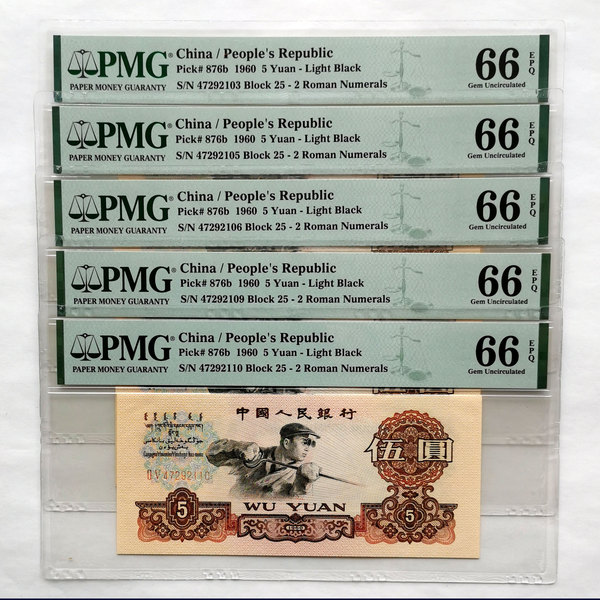 PMG®
PAPER MONEY GUARANTY
China / People's Republic
Pick# 876b 1960 5 Yuan - Light Black
S/N 47292103 Block 25 - 2 Roman Numerals
66 EPQ
Gem Uncirculated
PMG®
PAPER MONEY GUARANTY
China / People's Republic
Pick# 876b 1960 5 Yuan - Light Black
S/N 47292105 Block 25 - 2 Roman Numerals
66 EPQ
Gem Uncirculated
PMG®
PAPER MONEY GUARANTY
China / People's Republic
Pick# 876b 1960 5 Yuan - Light Black
S/N 47292106 Block 25 - 2 Roman Numerals
66 EPQ
Gem Uncirculated
PMG®
PAPER MONEY GUARANTY
China / People's Republic
Pick# 876b 1960 5 Yuan - Light Black
S/N 47292109 Block 25 - 2 Roman Numerals
66 EPQ
Gem Uncirculated
PMG®
PAPER MONEY GUARANTY
China / People's Republic
Pick# 876b 1960 5 Yuan - Light Black
S/N 47292110 Block 25 - 2 Roman Numerals
66 EPQ
Gem Uncirculated
中國人民銀行
47292110
伍圓
WU YUAN
5
1960
5